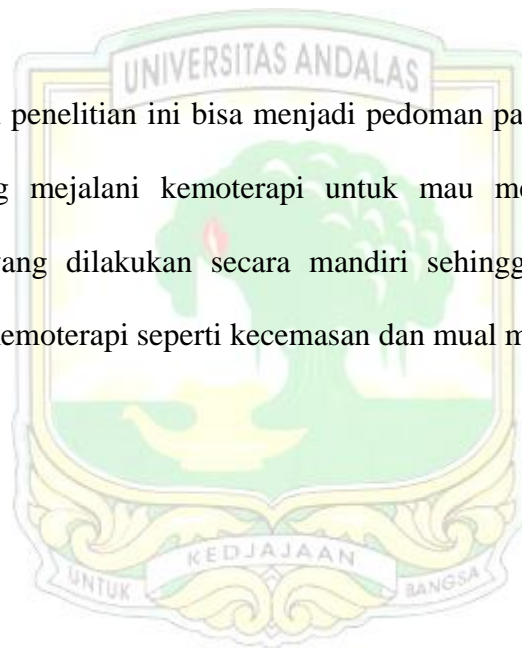 UNIVERSITAS ANDALAS
penelitian ini bisa menjadi pedoman pa
mejalani kemoterapi untuk mau me
yang dilakukan secara mandiri sehingg
kemoterapi seperti kecemasan dan mual m
KEDJAJAAN
UNTUK BANGSA